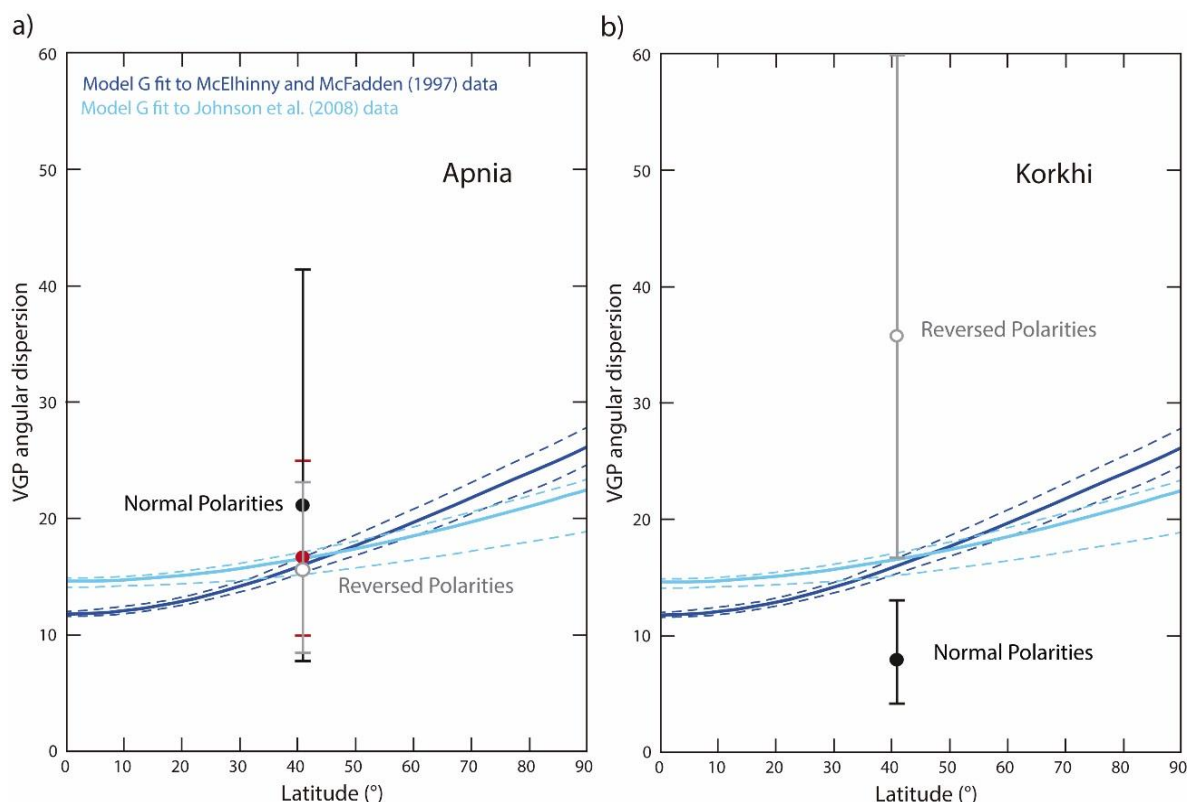 a)
60
50
40
30
20
10
0
VGP angular dispersion
Model G fit to McElhinny and McFadden (1997) data
Model G fit to Johnson et al. (2008) data
Apnia
Normal Polarities
Reversed Polarities
0 10 20 30 40 50 60 70 80 90
Latitude (°)
b)
60
50
40
30
20
10
0
VGP angular dispersion
Korkhi
Reversed Polarities
Normal Polarities
0 10 20 30 40 50 60 70 80 90
Latitude (°)